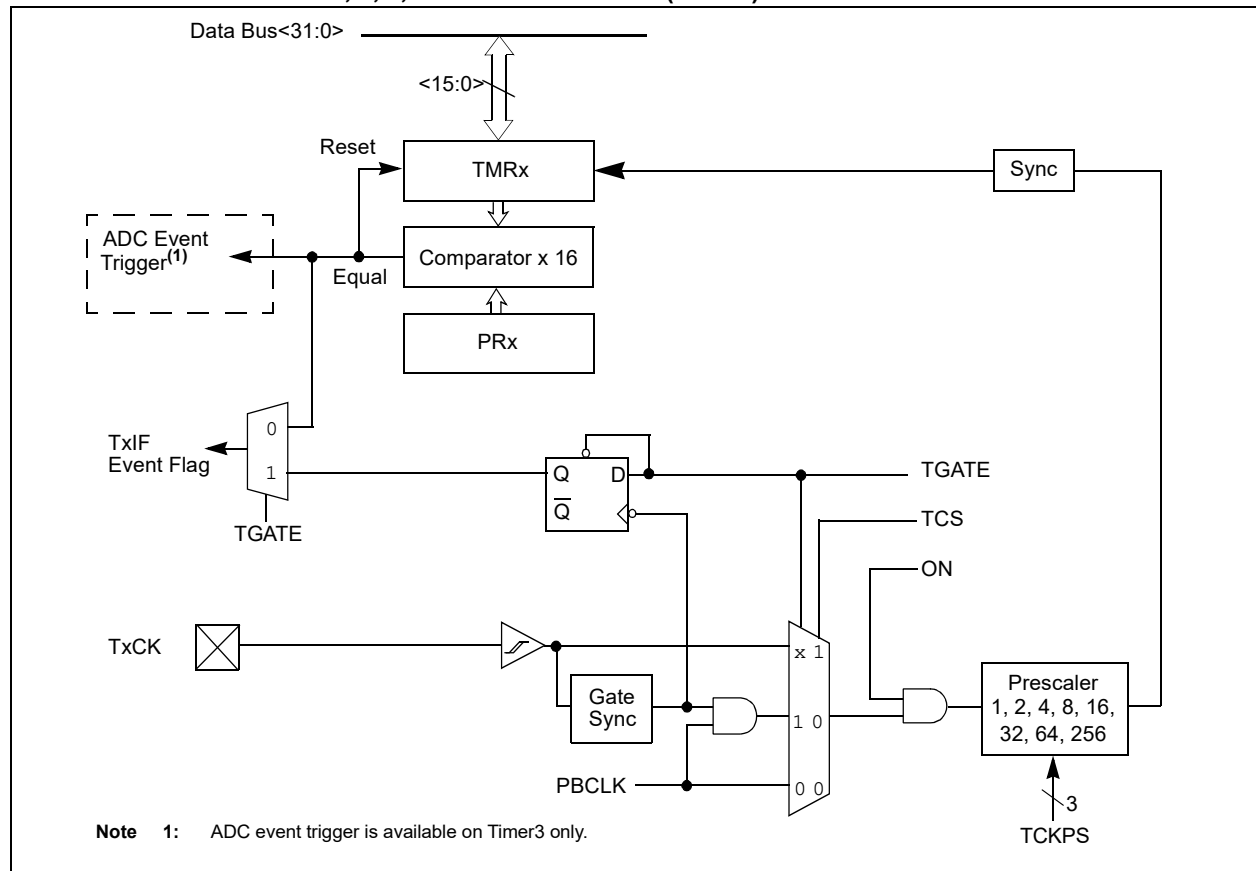 Data Bus<31:0>
<15:0>
Reset
TMRx
Sync
ADC Event
Trigger(1)
Equal
Comparator x 16
PRx
TxIF
Event Flag
0
1
TGATE
Q
D
Q
TGATE
TCS
ON
TxCK
x 1
Gate
Sync
1 0
PBCLK
0 0
Prescaler
1, 2, 4, 8, 16,
32, 64, 256
3
TCKPS
Note 1: ADC event trigger is available on Timer3 only.